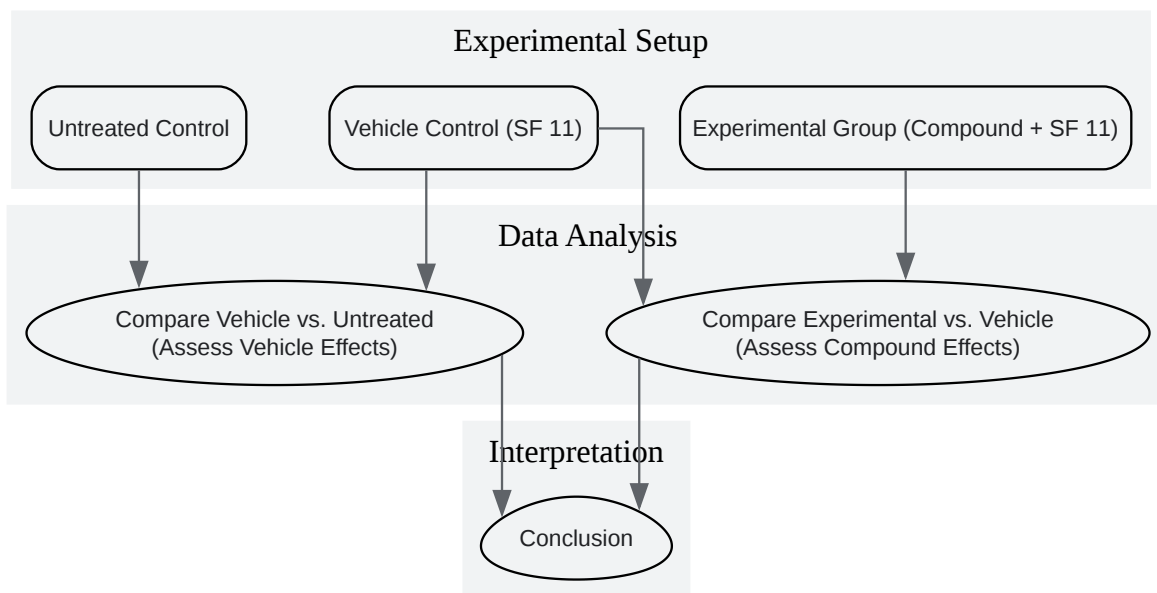 Experimental Setup
Untreated Control
Vehicle Control (SF 11)
Experimental Group (Compound + SF 11)
Data Analysis
Compare Vehicle vs. Untreated
(Assess Vehicle Effects)
Compare Experimental vs. Vehicle
(Assess Compound Effects)
Interpretation
Conclusion